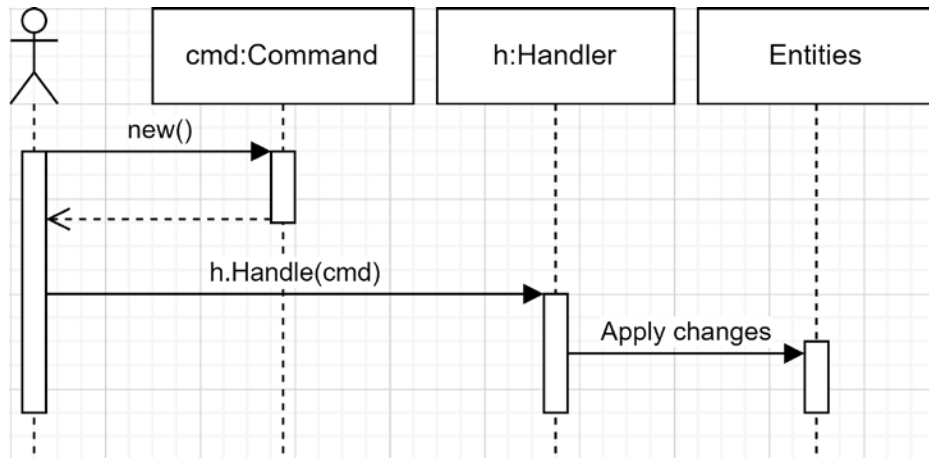 cmd:Command
h:Handler
Entities
new()
h.Handle(cmd)
Apply changes